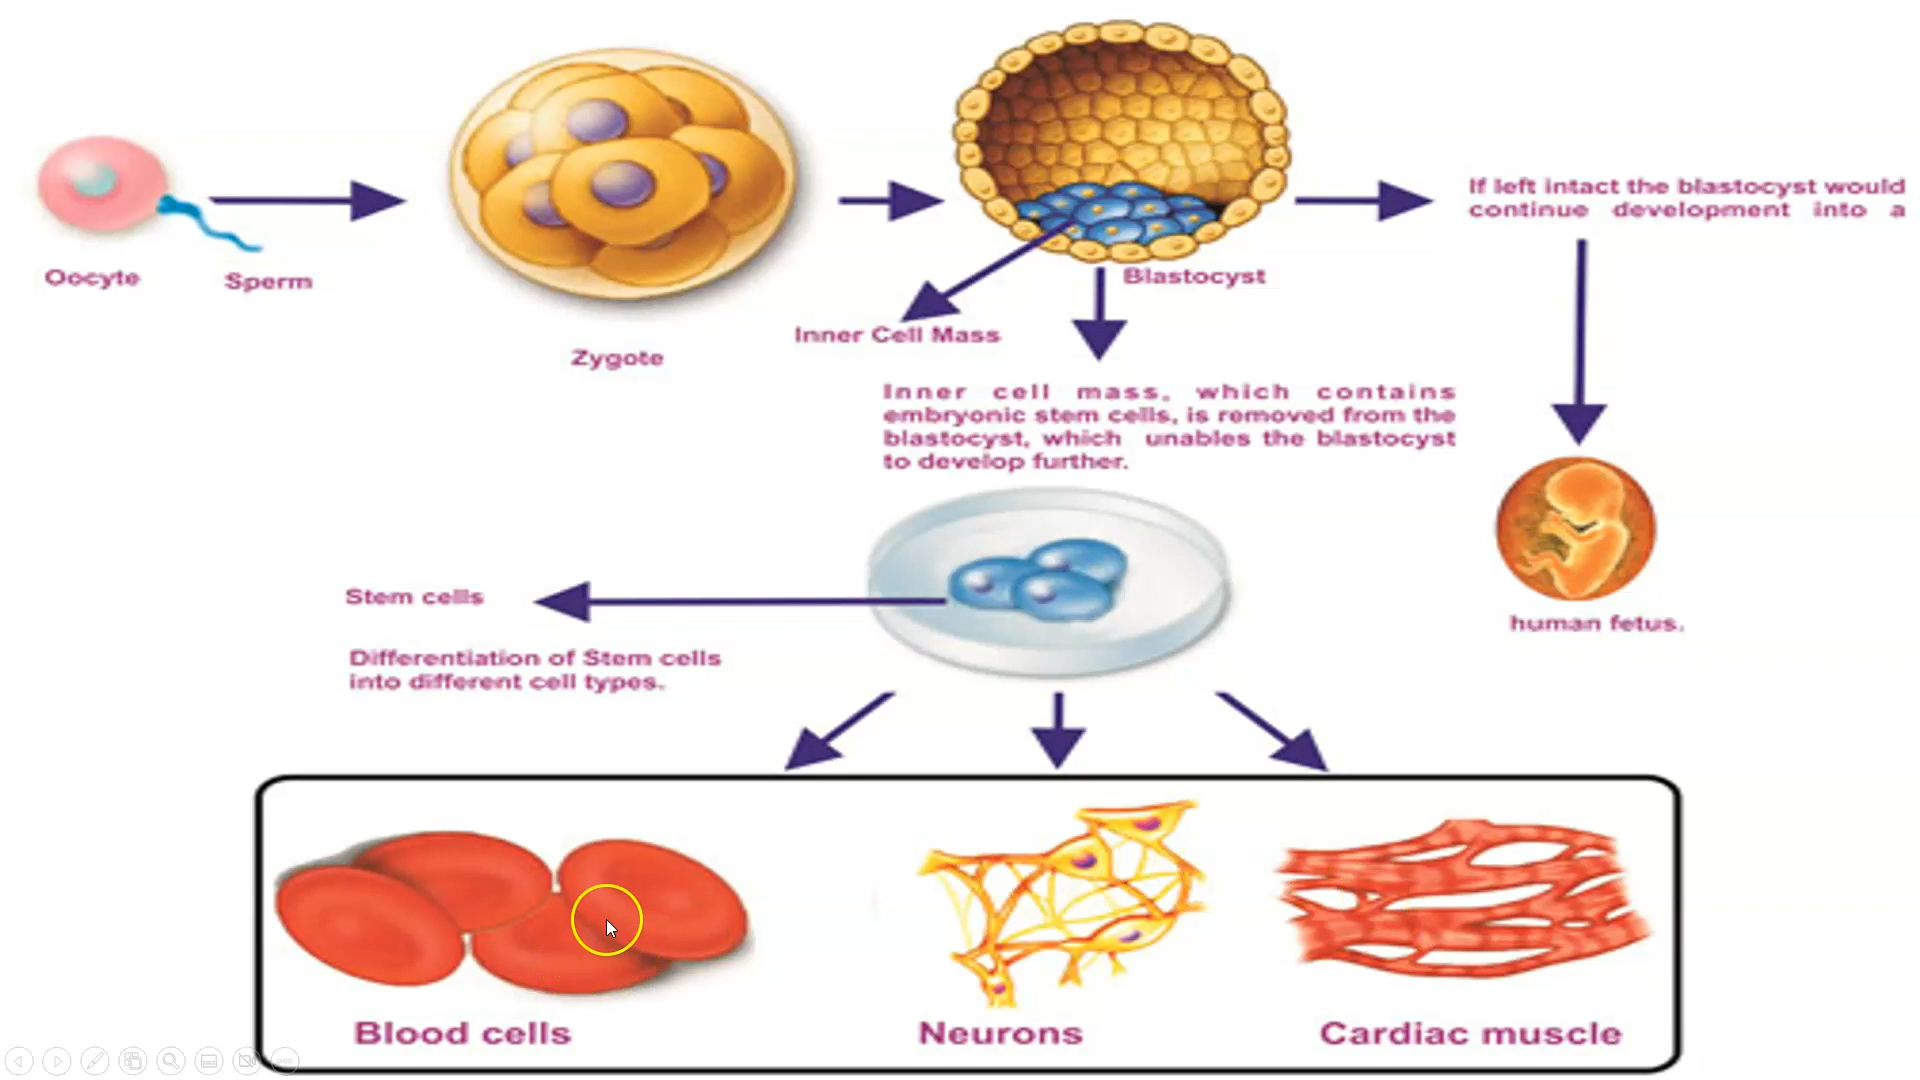 If left intact the blastocyst would
continue development into a
Oocyte
Sperm
Blastocyst
Inner Cell Mass
Zygote
Inner cell mass, which contains
embryonic stem cells, is removed from the
blastocyst, which unables the blastocyst
to develop further.
Stem cells
human fetus.
Differentiation of Stem cells
into different cell types.
Blood cells
Neurons
Cardiac muscle